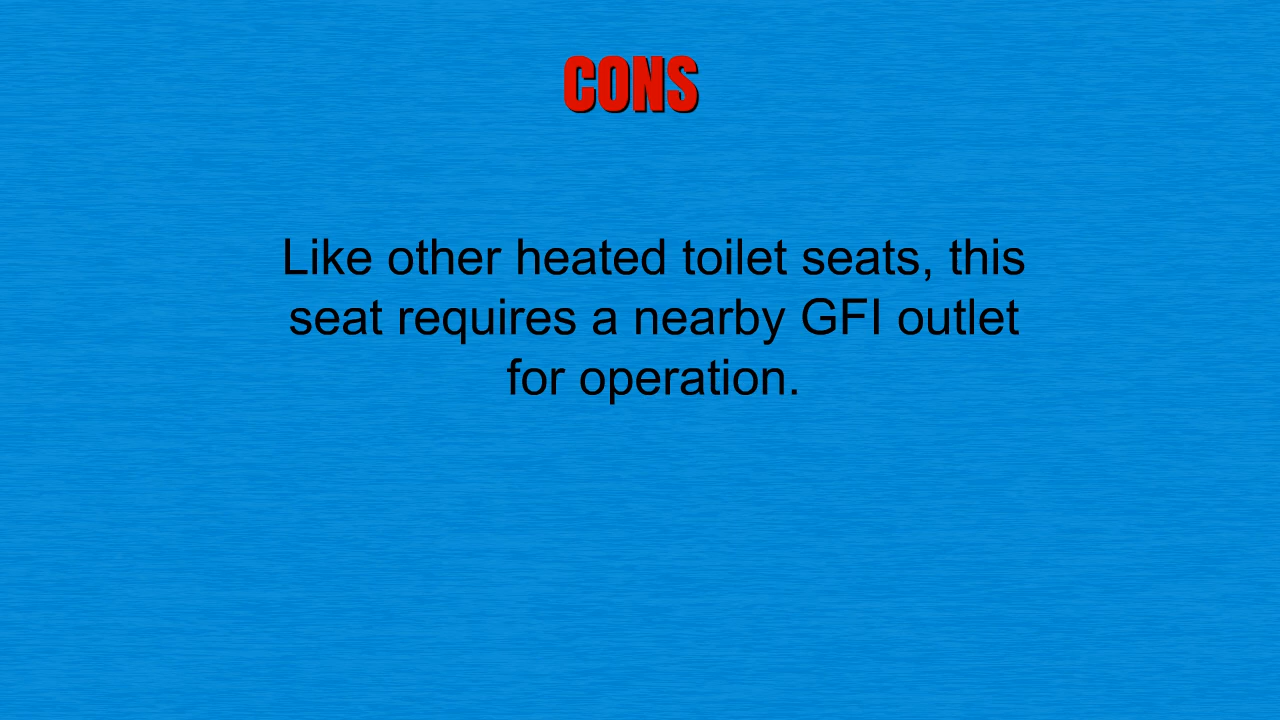 CONS
Like other heated toilet seats, this
seat requires a nearby GFI outlet
for operation.